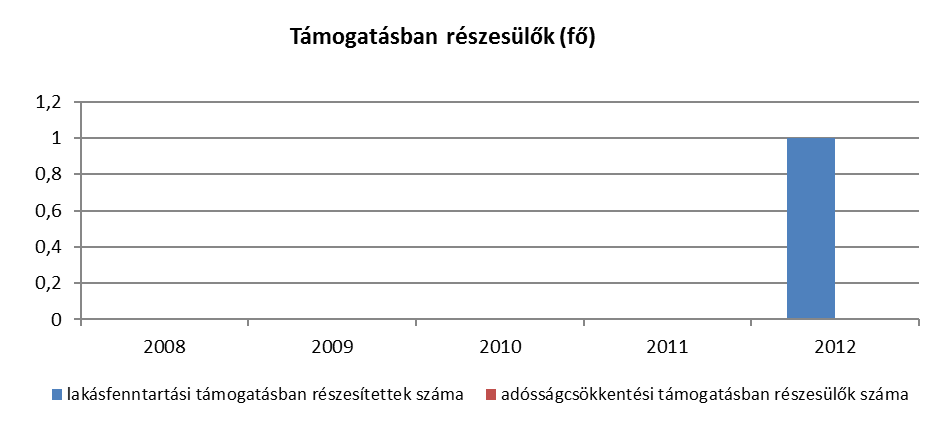 Támogatásban részesülők (fő)
1,2
1
0,8
0,6
0,4
0,2
0
2008 2009 2010 2011 2012
lakásfenntartási támogatásban részesítettek száma adósságcsökkentési támogatásban részesülők száma